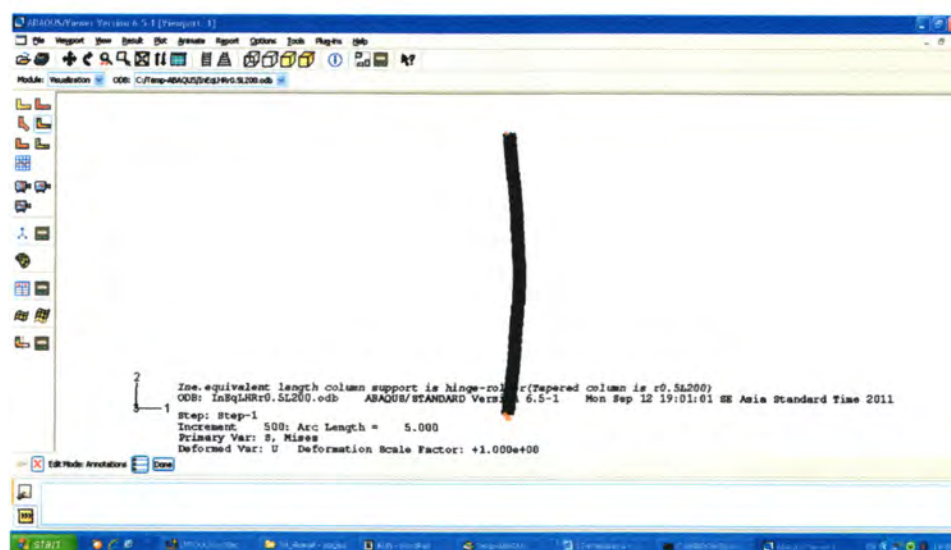 ABAQUS/Viewer Version 6.5-1 [Viewport: 1]
File Viewport View Result Plot Animate Report Options Tools Plug-ins Help
Module: Visualization ODB: C:/Temp-ABAQUS/InEqLHRr0.5L200.odb
2
3 1
Ine.equivalent length column support is hinge-roller(Tapered column is r0.5L200)
ODB: InEqLHRr0.5L200.odb ABAQUS/STANDARD Version 6.5-1 Mon Sep 12 19:01:01 SE Asia Standard Time 2011
Step: Step-1
Increment 500: Arc Length = 5.000
Primary Var: S, Mises
Deformed Var: U Deformation Scale Factor: +1.000e+00
Edit Mode: Annotations Done
start